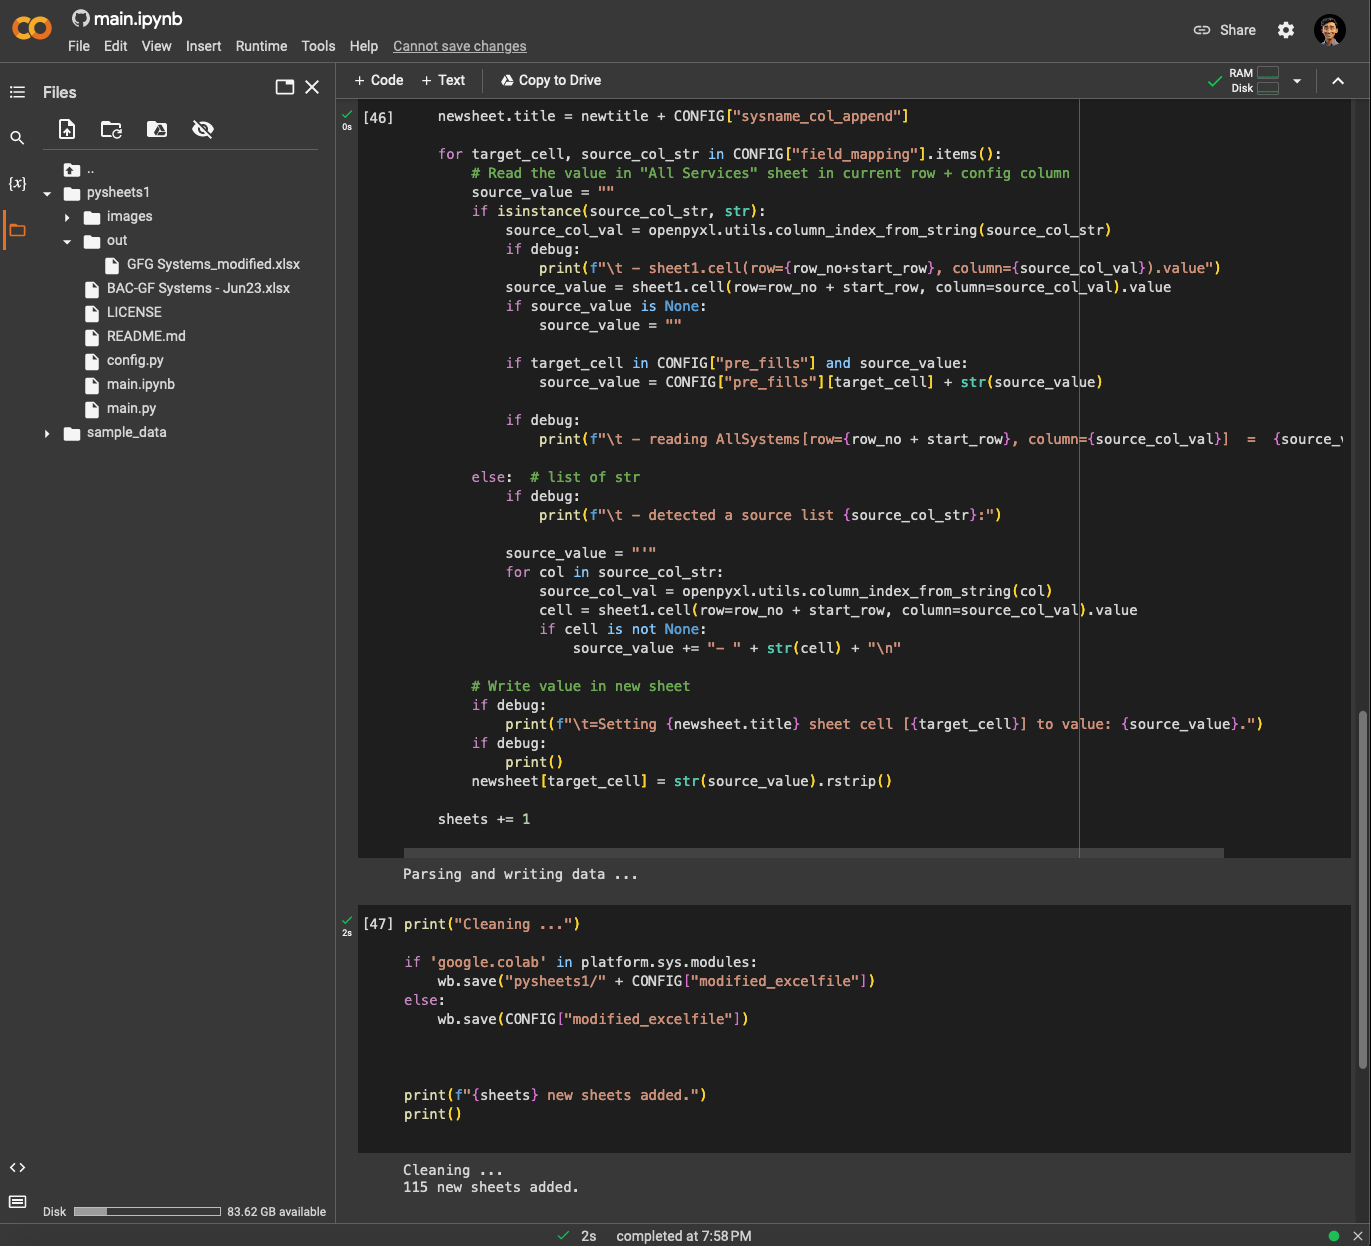 main.ipynb
File Edit View Insert Runtime Tools Help Cannot save changes
Share
Files
+ Code + Text Copy to Drive
RAM
Disk
{x}
..
pysheets1
images
out
GFG Systems_modified.xlsx
BAC-GF Systems - Jun23.xlsx
LICENSE
README.md
config.py
main.ipynb
main.py
sample_data
Disk 83.62 GB available
0s
[46]
newsheet.title = newtitle + CONFIG["sysname_col_append"]
for target_cell, source_col_str in CONFIG["field_mapping"].items():
# Read the value in "All Services" sheet in current row + config column
source_value = ""
if isinstance(source_col_str, str):
source_col_val = openpyxl.utils.column_index_from_string(source_col_str)
if debug:
print(f"\t - sheet1.cell(row={row_no+start_row}, column={source_col_val}).value")
source_value = sheet1.cell(row=row_no + start_row, column=source_col_val).value
if source_value is None:
source_value = ""
if target_cell in CONFIG["pre_fills"] and source_value:
source_value = CONFIG["pre_fills"][target_cell] + str(source_value)
if debug:
print(f"\t - reading AllSystems[row={row_no + start_row}, column={source_col_val}] = {source_
else: # list of str
if debug:
print(f"\t - detected a source list {source_col_str}:")
source_value = "'"
for col in source_col_str:
source_col_val = openpyxl.utils.column_index_from_string(col)
cell = sheet1.cell(row=row_no + start_row, column=source_col_val).value
if cell is not None:
source_value += "- " + str(cell) + "\n"
# Write value in new sheet
if debug:
print(f"\t=Setting {newsheet.title} sheet cell [{target_cell}] to value: {source_value}.")
if debug:
print()
newsheet[target_cell] = str(source_value).rstrip()
sheets += 1
Parsing and writing data ...
2s
[47] print("Cleaning ...")
if 'google.colab' in platform.sys.modules:
wb.save("pysheets1/" + CONFIG["modified_excelfile"])
else:
wb.save(CONFIG["modified_excelfile"])
print(f"{sheets} new sheets added.")
print()
Cleaning ...
115 new sheets added.
2s completed at 7:58 PM